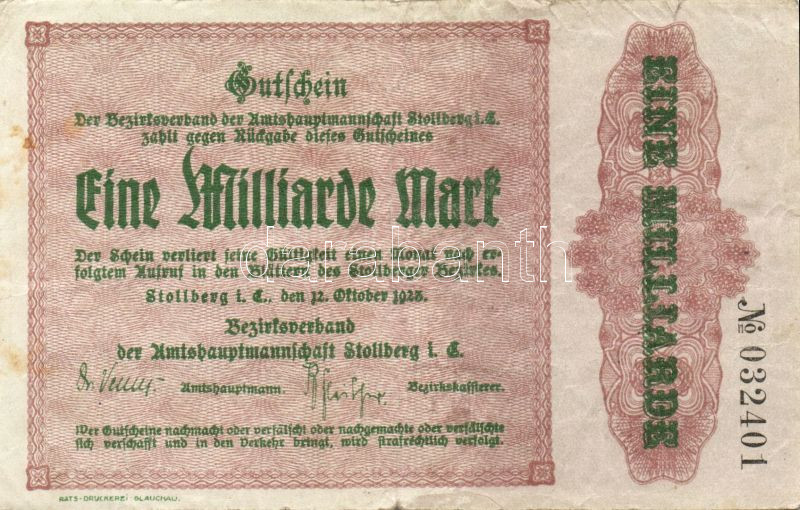 Gutschein
Der Bezirksverband der Amtshauptmannschaft Stollberg i. E.
zahlt gegen Rückgabe dieses Gutscheines
Eine Milliarde Mark
Der Schein verliert seine Gültigkeit einen Monat nach er-
folgtem Aufruf in den Blättern des Stollberger Bezirkes.
Stollberg i. E., den 12. Oktober 1923.
Bezirksverband
der Amtshauptmannschaft Stollberg i. E.
Amtshauptmann. Bezirkskassierer.
Wer Gutscheine nachmacht oder verfälscht oder nachgemachte oder verfälschte
sich verschafft und in den Verkehr bringt, wird strafrechtlich verfolgt.
RATS-DRUCKEREI GLAUCHAU.
EINE MILLIARDE
№ 032401
darabanth